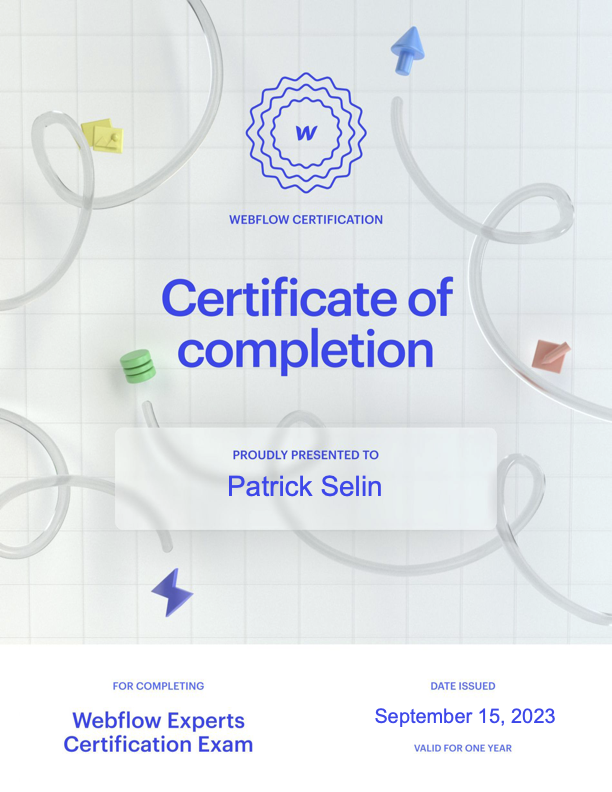 W
WEBFLOW CERTIFICATION
Certificate of
completion
PROUDLY PRESENTED TO
Patrick Selin
FOR COMPLETING
Webflow Experts
Certification Exam
DATE ISSUED
September 15, 2023
VALID FOR ONE YEAR